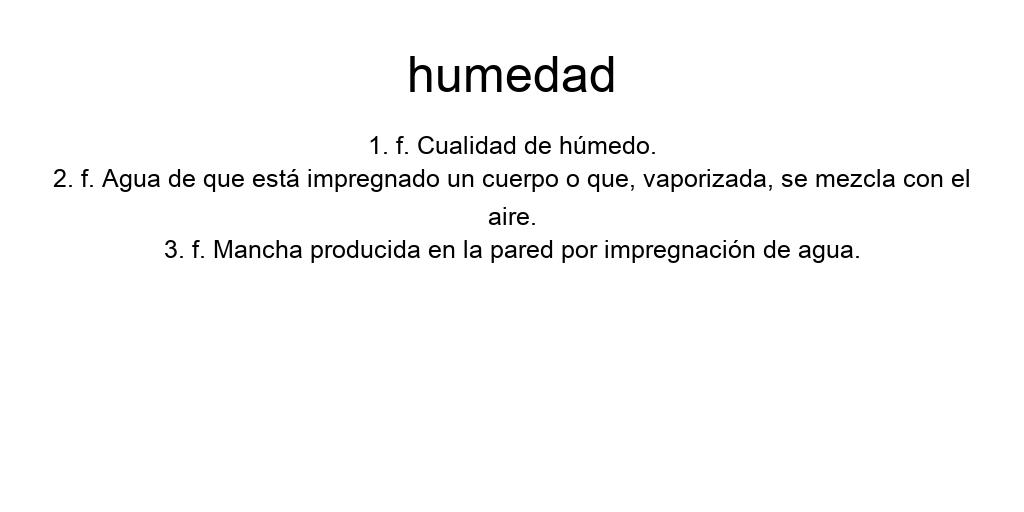 humedad
1. f. Cualidad de húmedo.
2. f. Agua de que está impregnado un cuerpo o que, vaporizada, se mezcla con el
aire.
3. f. Mancha producida en la pared por impregnación de agua.